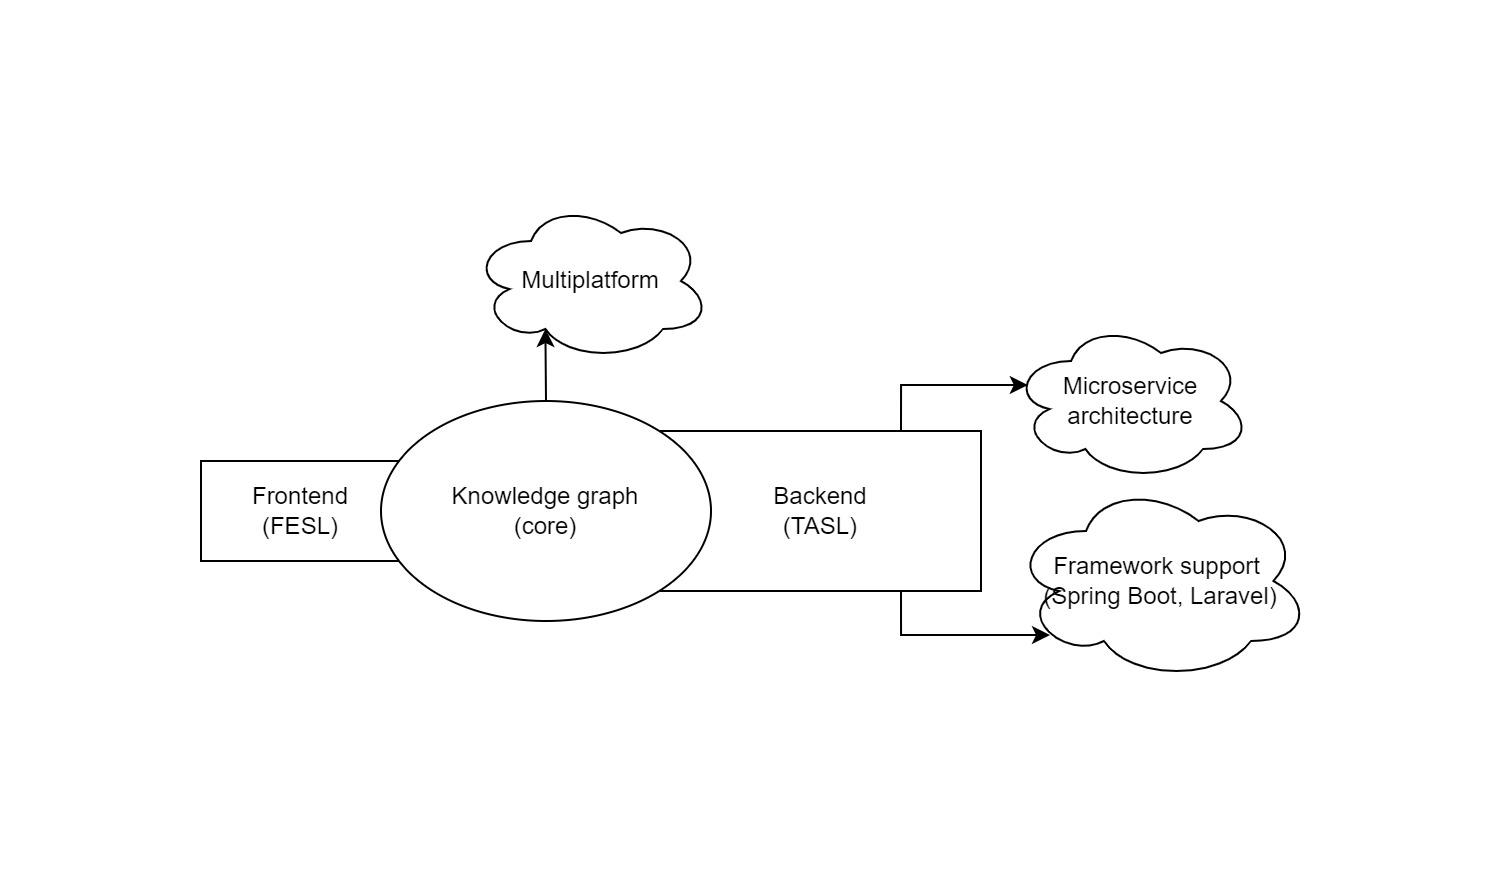 Multiplatform
Microservice
architecture
Frontend
(FESL)
Knowledge graph
(core)
Backend
(TASL)
Framework support
(Spring Boot, Laravel)